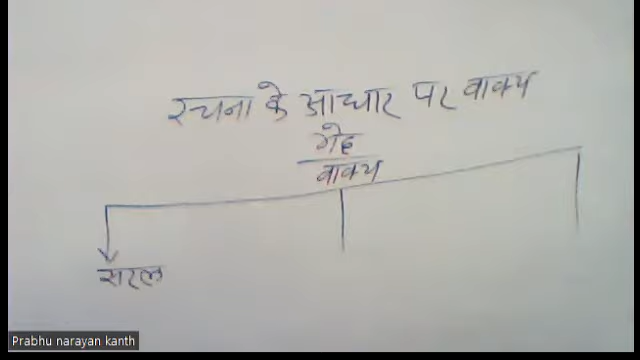 रचना के आधार पर वाक्य
भेद
वाक्य
सरल
Prabhu narayan kanth